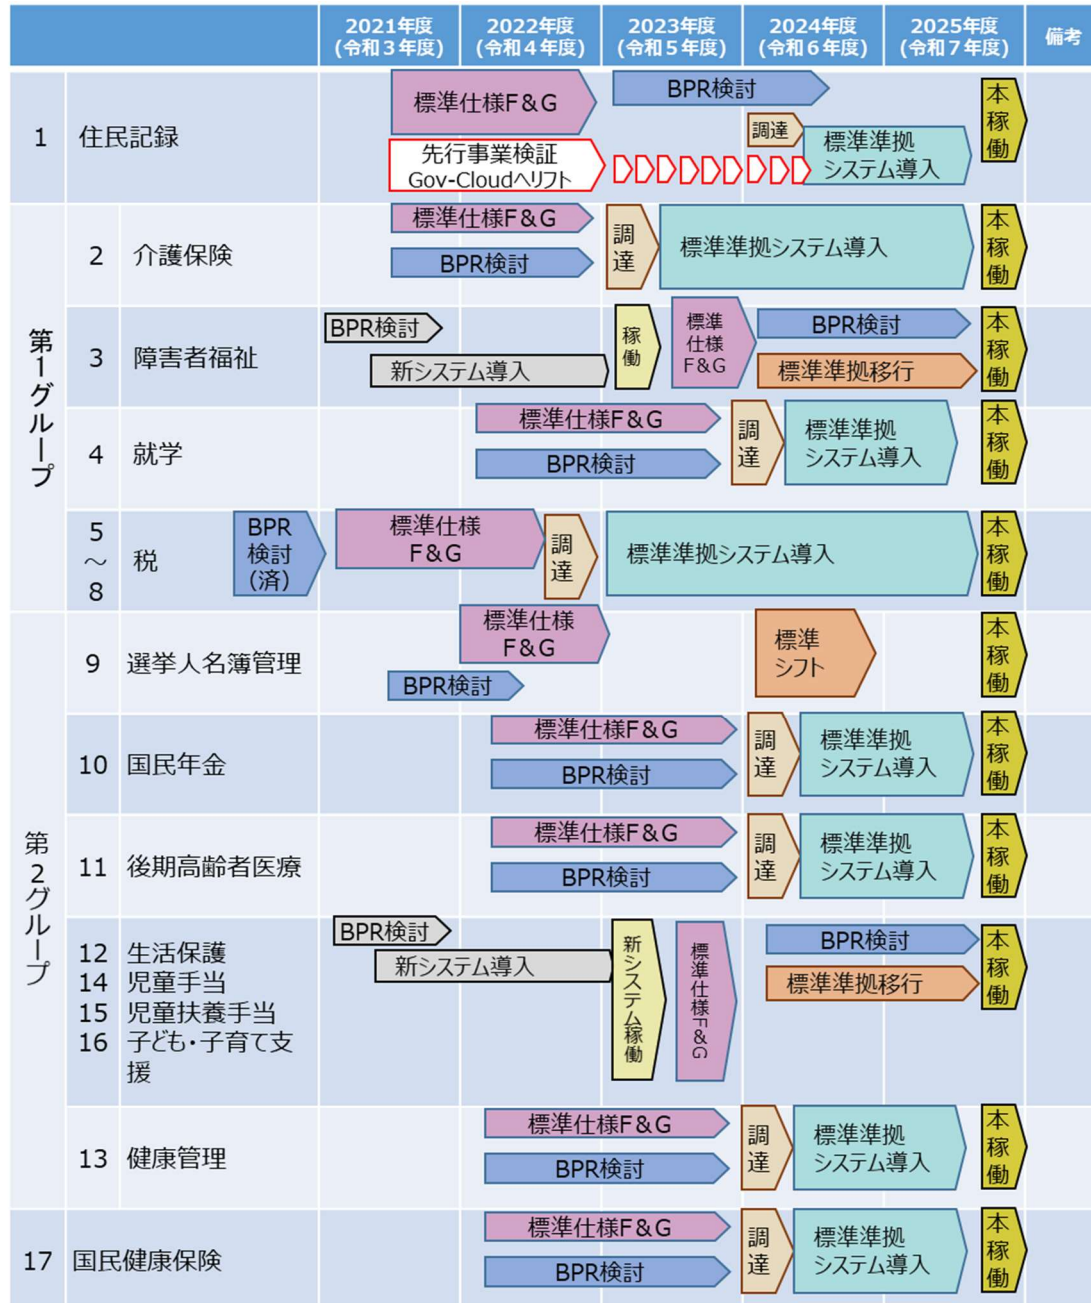 2021年度
(令和３年度)
2022年度
(令和４年度)
2023年度
(令和５年度)
2024年度
(令和６年度)
2025年度
(令和７年度)
備考
1
住民記録
標準仕様F＆G
先行事業検証
Gov-Cloudへリフト
BPR検討
調達
標準準拠
システム導入
本稼働
第1グループ
2
介護保険
標準仕様F＆G
BPR検討
調達
標準準拠システム導入
本稼働
3
障害者福祉
BPR検討
新システム導入
稼働
標準
仕様
F＆G
BPR検討
標準準拠移行
本稼働
4
就学
標準仕様F＆G
BPR検討
調達
標準準拠
システム導入
本稼働
5
～
8
税
BPR
検討
（済）
標準仕様
F＆G
調達
標準準拠システム導入
本稼働
第２グループ
9
選挙人名簿管理
標準仕様
F＆G
BPR検討
標準
シフト
本稼働
10
国民年金
標準仕様F＆G
BPR検討
調達
標準準拠
システム導入
本稼働
11
後期高齢者医療
標準仕様F＆G
BPR検討
調達
標準準拠
システム導入
本稼働
12
生活保護
14
児童手当
15
児童扶養手当
16
子ども・子育て支
援
BPR検討
新システム導入
新システム稼働
標準仕様F＆G
BPR検討
標準準拠移行
本稼働
13
健康管理
標準仕様F＆G
BPR検討
調達
標準準拠
システム導入
本稼働
17
国民健康保険
標準仕様F＆G
BPR検討
調達
標準準拠
システム導入
本稼働